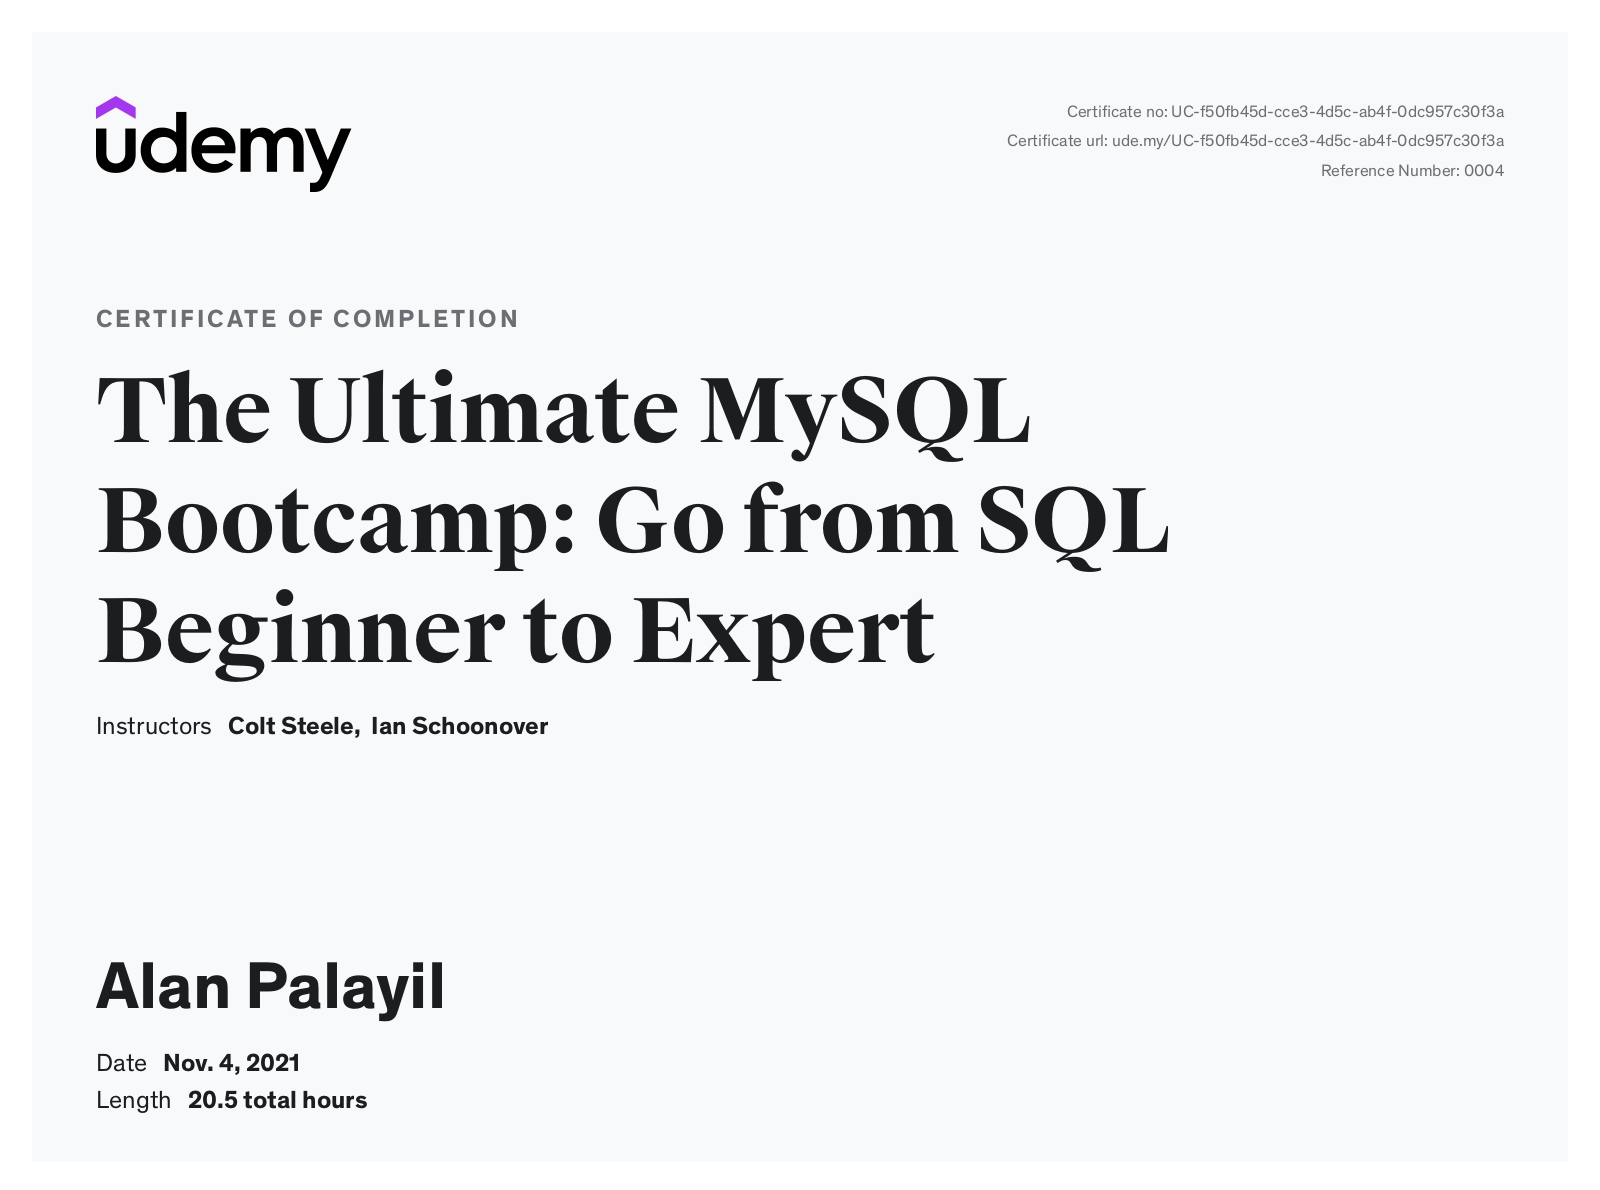 udemy
Certificate no: UC-f50fb45d-cce3-4d5c-ab4f-0dc957c30f3a
Certificate url: ude.my/UC-f50fb45d-cce3-4d5c-ab4f-0dc957c30f3a
Reference Number: 0004
CERTIFICATE OF COMPLETION
The Ultimate MySQL
Bootcamp: Go from SQL
Beginner to Expert
Instructors Colt Steele, Ian Schoonover
Alan Palayil
Date Nov. 4, 2021
Length 20.5 total hours